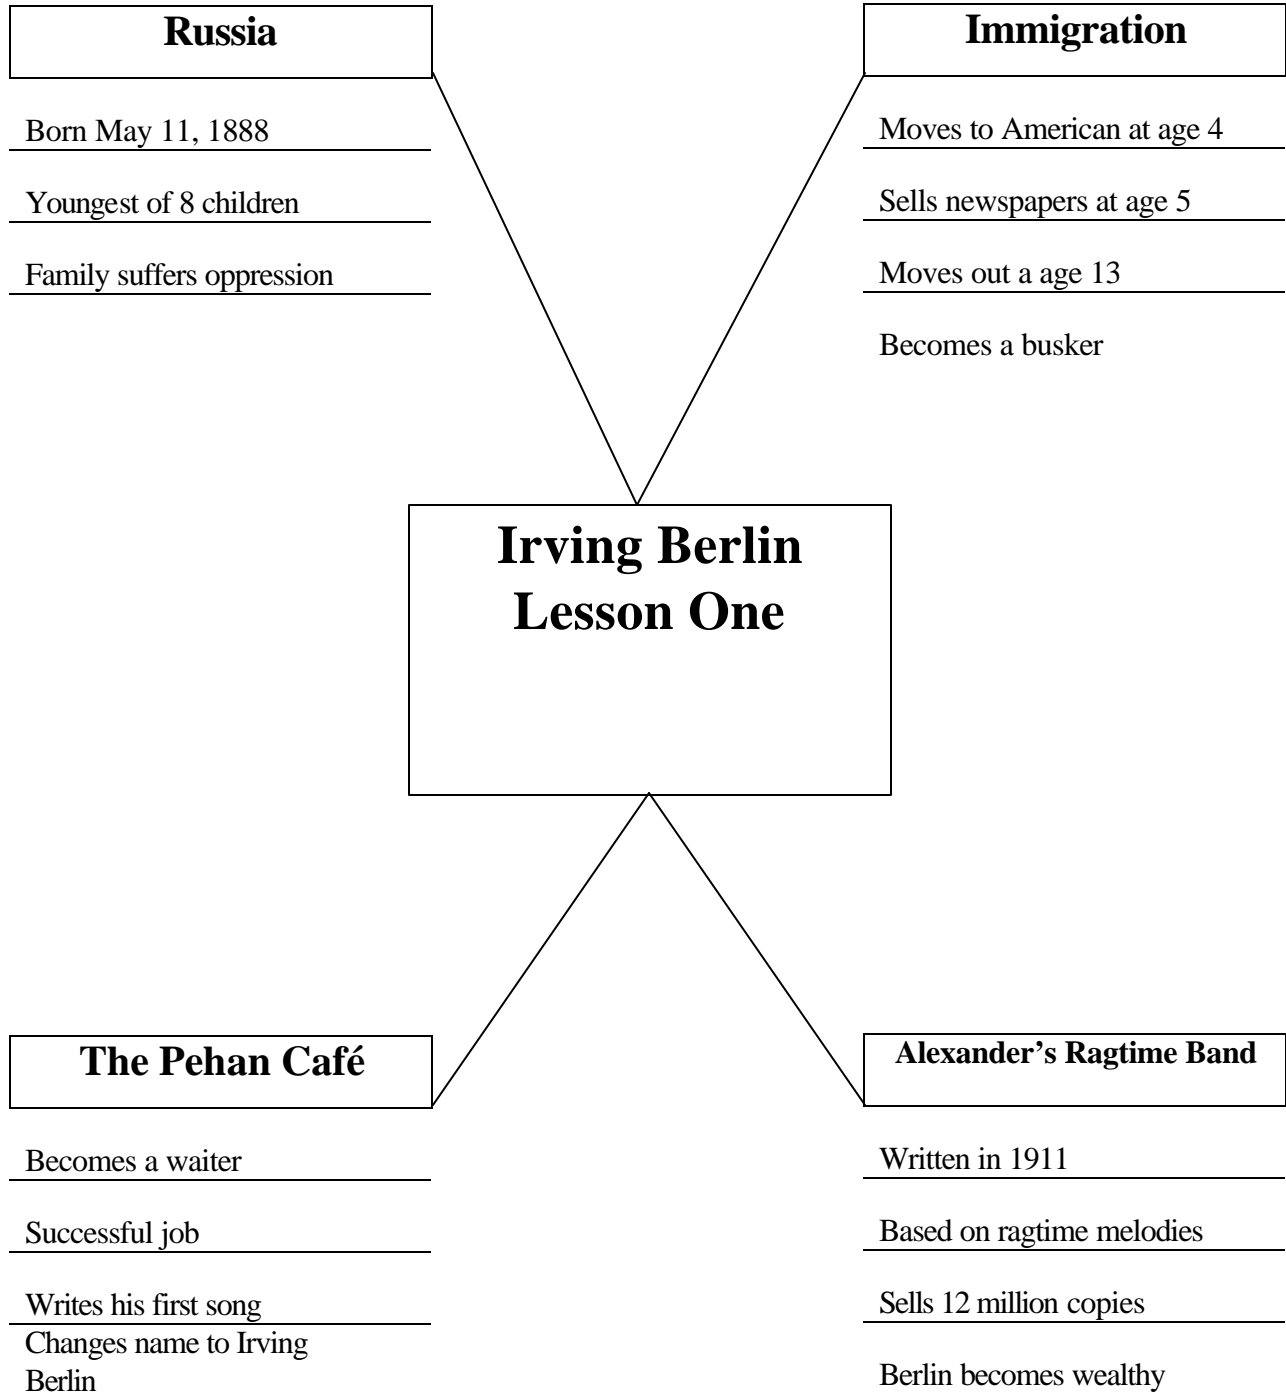 Russia
Born May 11, 1888
Youngest of 8 children
Family suffers oppression
Immigration
Moves to American at age 4
Sells newspapers at age 5
Moves out a age 13
Becomes a busker
Irving Berlin
Lesson One
The Pehan Café
Becomes a waiter
Successful job
Writes his first song
Changes name to Irving
Berlin
Alexander’s Ragtime Band
Written in 1911
Based on ragtime melodies
Sells 12 million copies
Berlin becomes wealthy